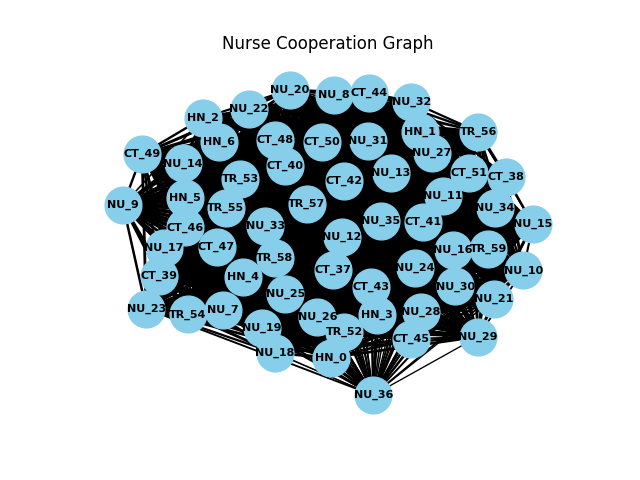 Nurse Cooperation Graph
NU_20
NU_8
CT_44
NU_32
NU_22
HN_2
HN_1
TR_56
HN_6
CT_48
CT_50
NU_31
CT_49
NU_14
CT_40
NU_27
NU_13
CT_51
CT_38
TR_53
CT_42
HN_5
NU_11
NU_9
TR_55
TR_57
NU_34
NU_35
CT_41
NU_15
CT_46
NU_33
NU_12
NU_17
CT_47
NU_16
TR_59
TR_58
CT_39
HN_4
CT_37
NU_24
NU_10
NU_25
CT_43
NU_30
NU_21
NU_23
TR_54
NU_7
NU_26
HN_3
NU_28
NU_19
TR_52
CT_45
NU_29
NU_18
HN_0
NU_36